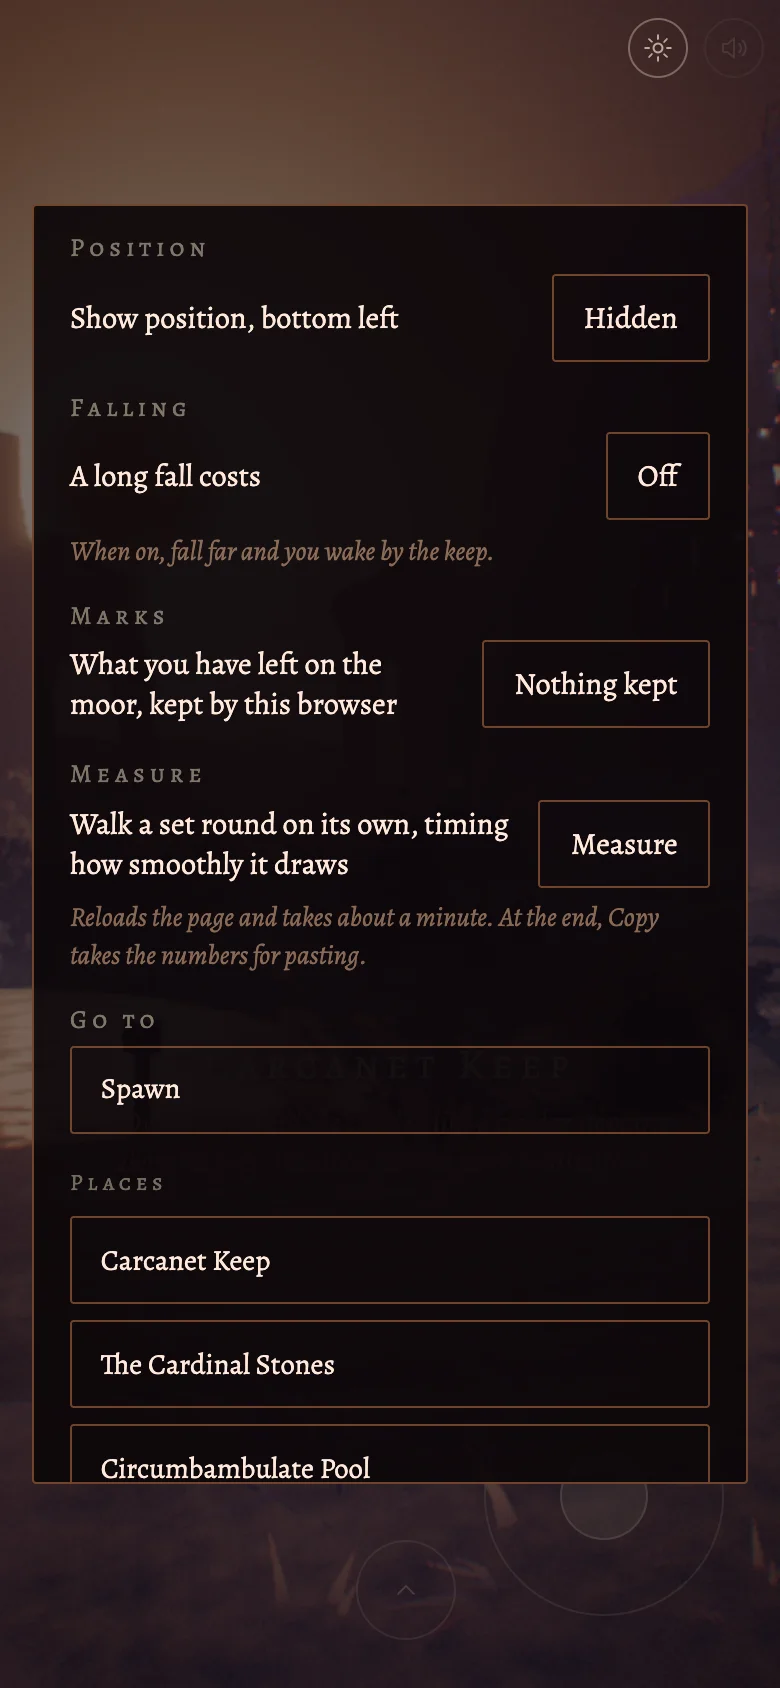 Position
Show position, bottom left
Hidden
Falling
A long fall costs
Off
When on, fall far and you wake by the keep.
Marks
What you have left on the
moor, kept by this browser
Nothing kept
Measure
Walk a set round on its own, timing
how smoothly it draws
Measure
Reloads the page and takes about a minute. At the end, Copy
takes the numbers for pasting.
Go to
Carcanet Keep
Spawn
Places
Carcanet Keep
The Cardinal Stones
Circumbambulate Pool